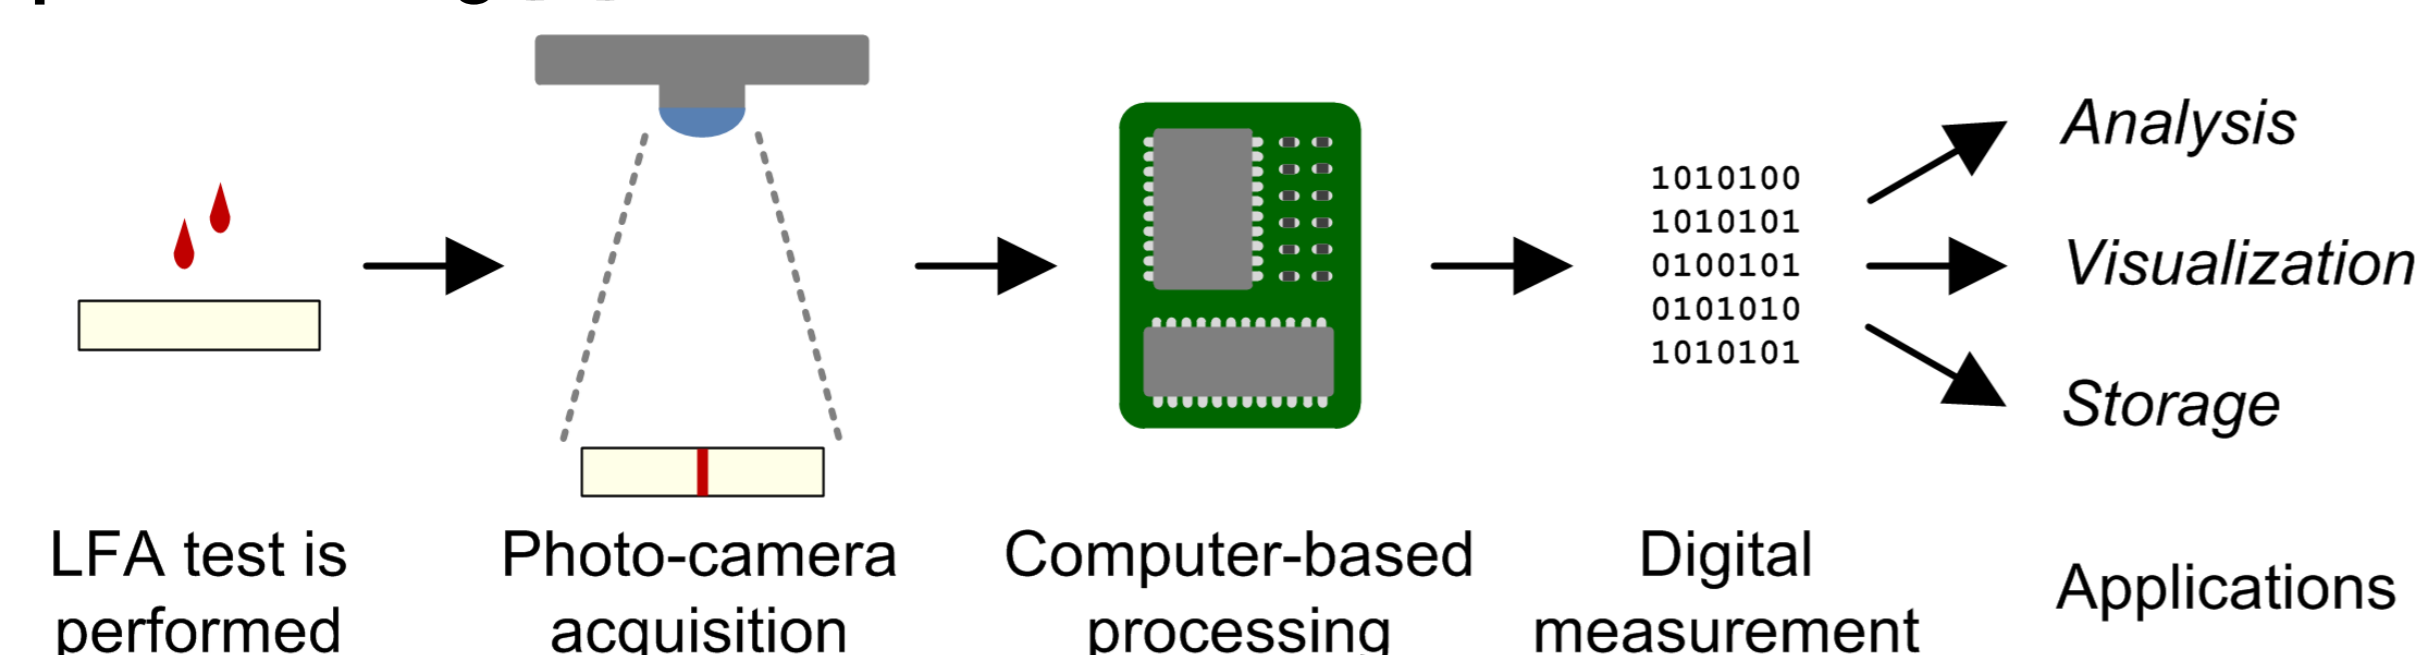 1010100
1010101
0100101
0101010
1010101
Analysis
Visualization
Storage
LFA test is
performed
Photo-camera
acquisition
Computer-based
processing
Digital
measurement
Applications